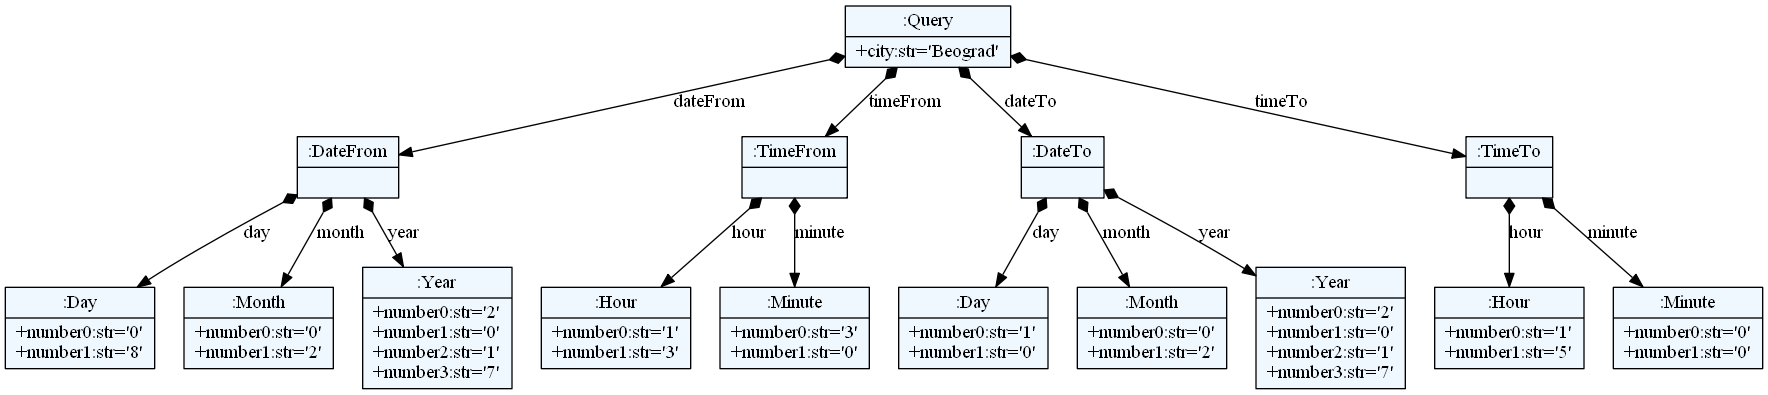 :Query
+city:str='Beograd'
dateFrom
timeFrom
dateTo
timeTo
:DateFrom
:TimeFrom
:DateTo
:TimeTo
day
month
year
hour
minute
day
month
year
hour
minute
:Day
+number0:str='0'
+number1:str='8'
:Month
+number0:str='0'
+number1:str='2'
:Year
+number0:str='2'
+number1:str='0'
+number2:str='1'
+number3:str='7'
:Hour
+number0:str='1'
+number1:str='3'
:Minute
+number0:str='3'
+number1:str='0'
:Day
+number0:str='1'
+number1:str='0'
:Month
+number0:str='0'
+number1:str='2'
:Year
+number0:str='2'
+number1:str='0'
+number2:str='1'
+number3:str='7'
:Hour
+number0:str='1'
+number1:str='5'
:Minute
+number0:str='0'
+number1:str='0'